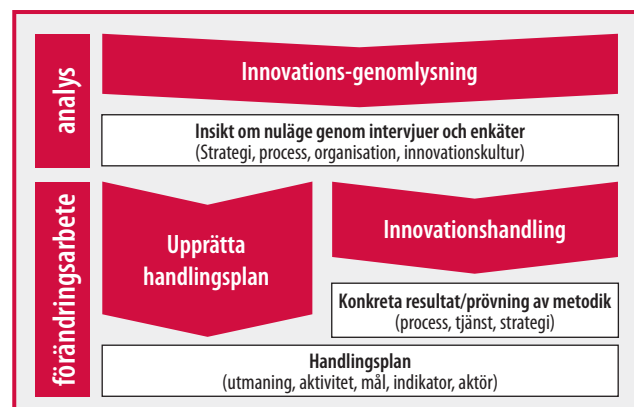 analys
Innovations-genomlysning
Insikt om nuläge genom intervjuer och enkäter
(Strategi, process, organisation, innovationskultur)
förändringsarbete
Upprätta
handlingsplan
Innovationshandling
Konkreta resultat/prövning av metodik
(process, tjänst, strategi)
Handlingsplan
(utmaning, aktivitet, mål, indikator, aktör)